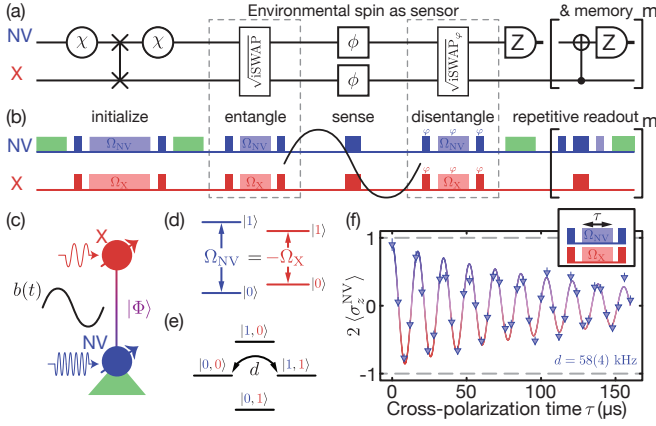 (a) Environmental spin as sensor & memory m
NV χ χ √iSWAP ϕ √iSWAP φ Z Z
X ϕ
(b) initialize entangle sense disentangle repetitive readout m
φ φ φ
NV Ω_NV Ω_NV Ω_NV
φ φ φ
X Ω_X Ω_X Ω_X
(c)
X
b(t)
|Φ⟩
NV
(d) |1⟩ |1⟩
Ω_NV = −Ω_X
|0⟩ |0⟩
(e) |1, 0⟩
|0, 0⟩ d |1, 1⟩
|0, 1⟩
(f) τ
Ω_NV
Ω_X
2 ⟨σ_z^NV⟩
1
0
-1
d = 58(4) kHz
0 50 100 150
Cross-polarization time τ (µs)